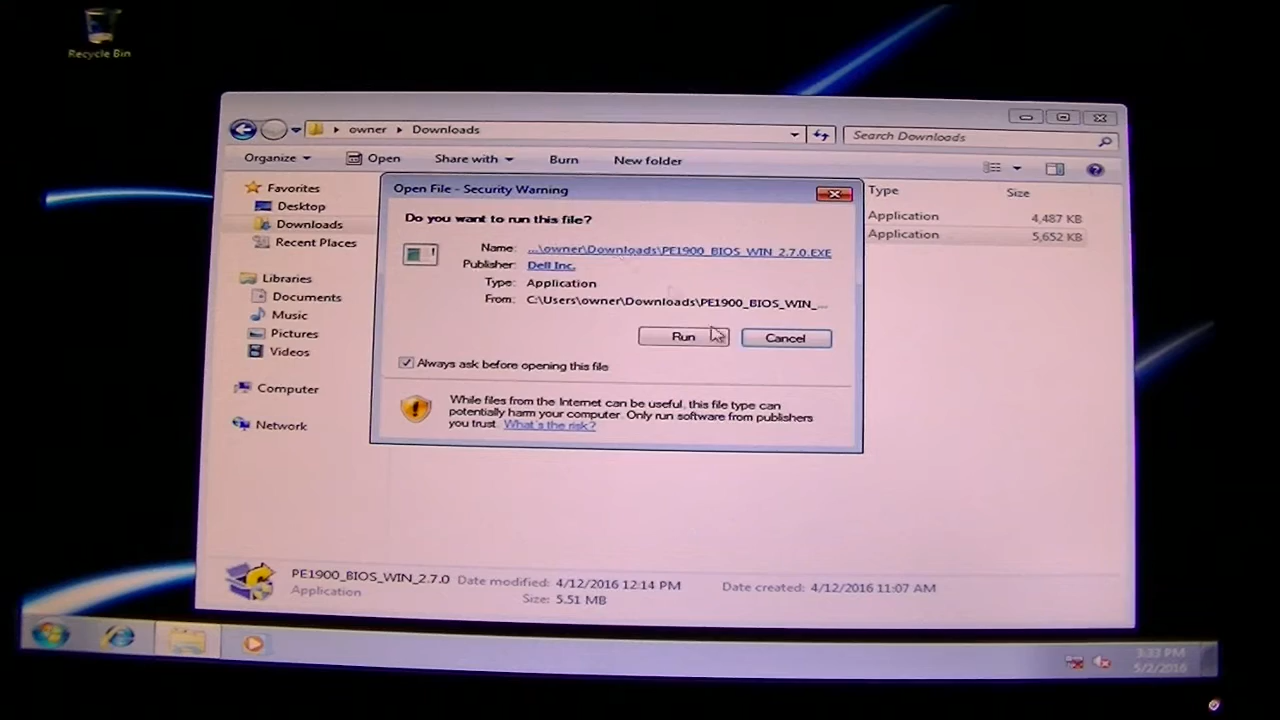 Recycle Bin
owner Downloads
Search Downloads
Organize Open Share with Burn New folder
Favorites
Desktop
Downloads
Recent Places
Libraries
Documents
Music
Pictures
Videos
Computer
Network
Type Size
Application 4,487 KB
Application 5,652 KB
Open File - Security Warning
Do you want to run this file?
Name: ...\owner\Downloads\PE1900_BIOS_WIN_2.7.0.EXE
Publisher: Dell Inc.
Type: Application
From: C:\Users\owner\Downloads\PE1900_BIOS_WIN_...
Run Cancel
Always ask before opening this file
While files from the Internet can be useful, this file type can
potentially harm your computer. Only run software from publishers
you trust. What's the risk?
PE1900_BIOS_WIN_2.7.0 Date modified: 4/12/2016 12:14 PM Date created: 4/12/2016 11:07 AM
Application Size: 5.51 MB
3:33 PM
5/2/2016